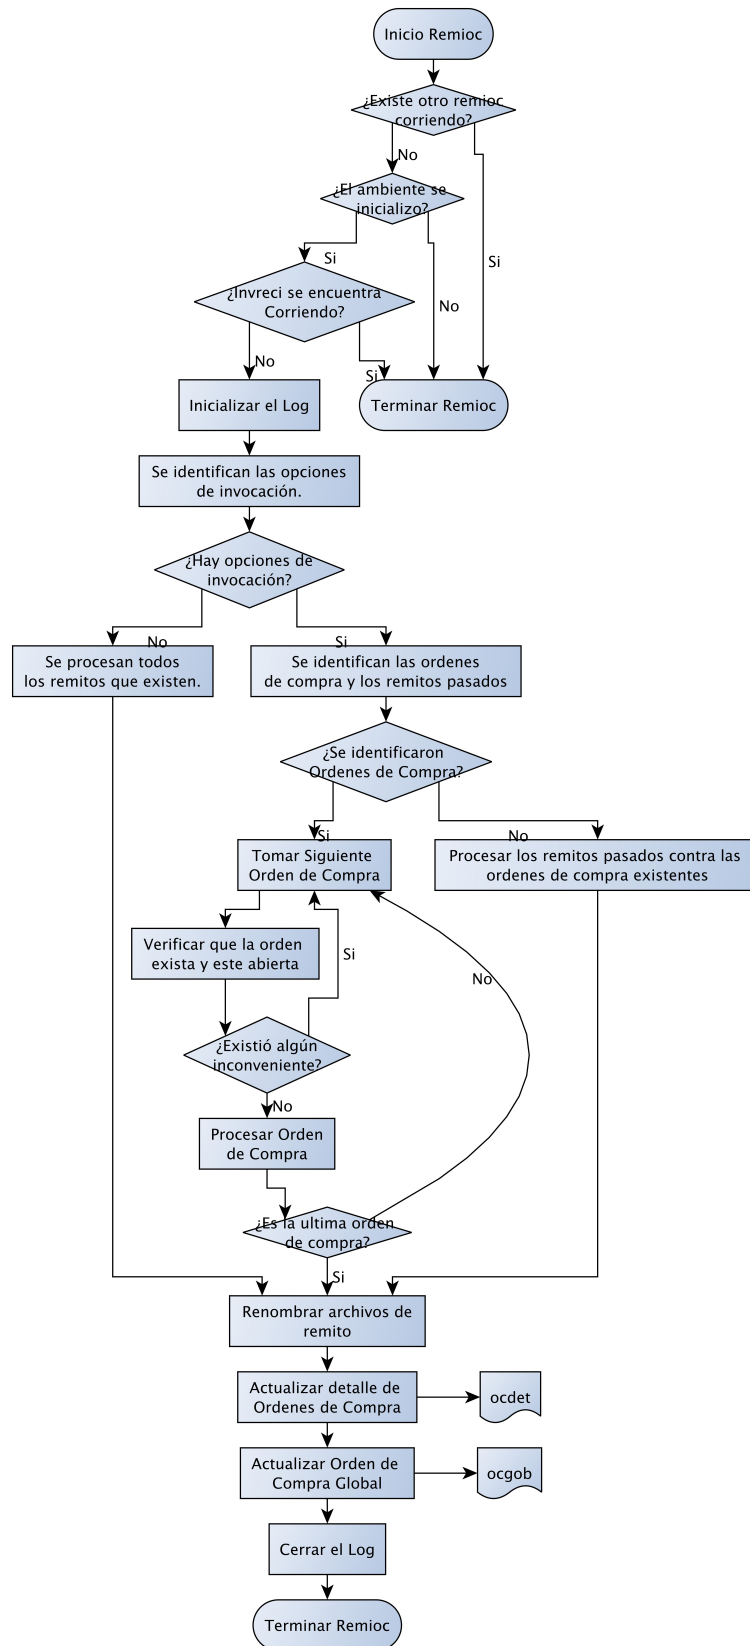 Inicio Remioc
¿Existe otro remioc
corriendo?
No
¿El ambiente se
inicializo?
Si
Si
¿Invreci se encuentra
Corriendo?
No
No
Si
Inicializar el Log
Terminar Remioc
Se identifican las opciones
de invocación.
¿Hay opciones de
invocación?
No
Si
Se procesan todos
los remitos que existen.
Se identifican las ordenes
de compra y los remitos pasados
¿Se identificaron
Ordenes de Compra?
Si
No
Tomar Siguiente
Orden de Compra
Procesar los remitos pasados contra las
ordenes de compra existentes
Verificar que la orden
exista y este abierta
Si
No
¿Existió algún
inconveniente?
No
Procesar Orden
de Compra
¿Es la ultima orden
de compra?
Si
Renombrar archivos de
remito
Actualizar detalle de
Ordenes de Compra
ocdet
Actualizar Orden de
Compra Global
ocgob
Cerrar el Log
Terminar Remioc